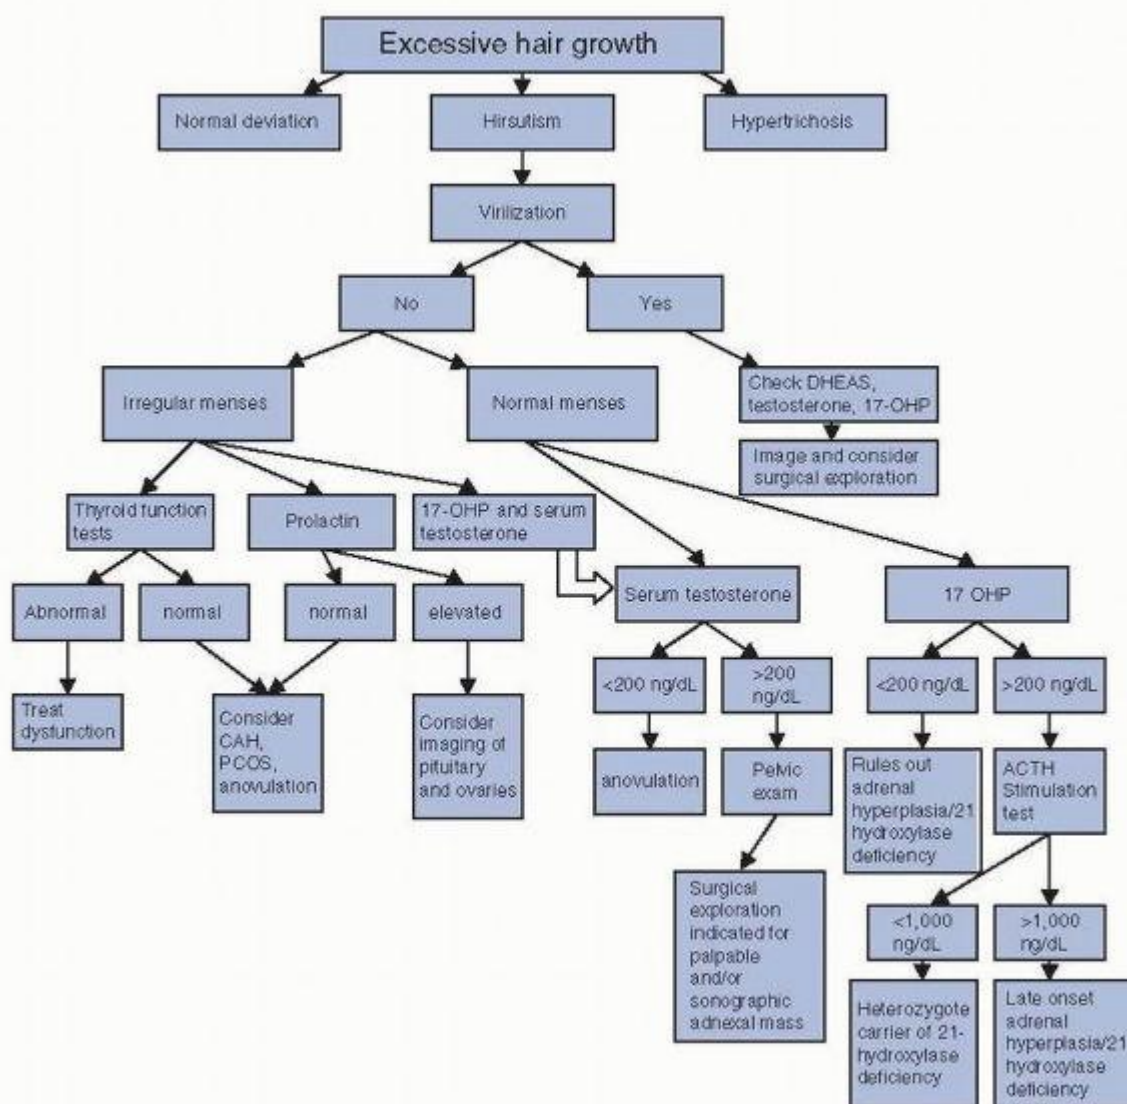 Excessive hair growth
Normal deviation
Hirsutism
Hypertrichosis
Virilization
No
Yes
Irregular menses
Normal menses
Check DHEAS,
testosterone, 17-OHP
Image and consider
surgical exploration
Thyroid function
tests
Prolactin
17-OHP and serum
testosterone
Abnormal
normal
normal
elevated
Serum testosterone
17 OHP
<200 ng/dL
>200
ng/dL
<200 ng/dL
>200 ng/dL
Treat
dysfunction
Consider
CAH,
PCOS,
anovulation
Consider
imaging of
pituitary
and ovaries
anovulation
Pelvic
exam
Rules out
adrenal
hyperplasia/21
hydroxylase
deficiency
ACTH
Stimulation
test
Surgical
exploration
indicated for
palpable
and/or
sonographic
adnexal mass
<1,000
ng/dL
>1,000
ng/dL
Heterozygote
carrier of 21-
hydroxylase
deficiency
Late onset
adrenal
hyperplasia/21
hydroxylase
deficiency